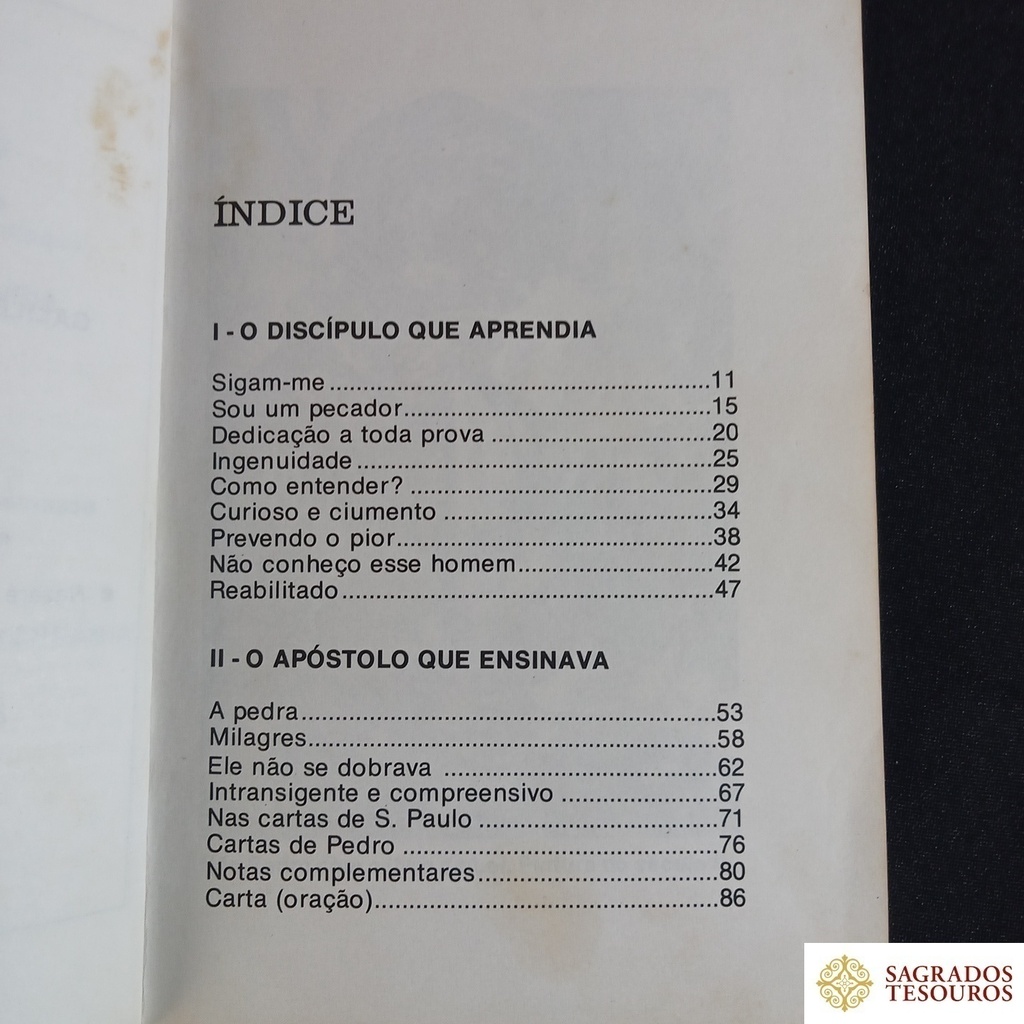 ÍNDICE
I - O DISCÍPULO QUE APRENDIA
Sigam-me.........................................................11
Sou um pecador..............................................15
Dedicação a toda prova .................................20
Ingenuidade.....................................................25
Como entender? .............................................29
Curioso e ciumento ........................................34
Prevendo o pior...............................................38
Não conheço esse homem.............................42
Reabilitado.......................................................47
II - O APÓSTOLO QUE ENSINAVA
A pedra.............................................................53
Milagres............................................................58
Ele não se dobrava .........................................62
Intransigente e compreensivo .......................67
Nas cartas de S. Paulo ...................................71
Cartas de Pedro ..............................................76
Notas complementares...................................80
Carta (oração)..................................................86
SAGRADOS
TESOUROS